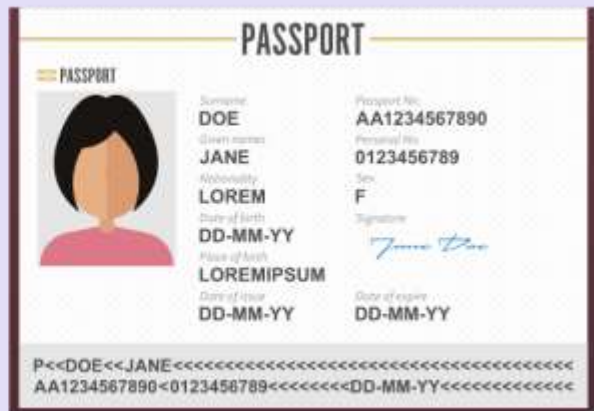 PASSPORT
PASSPORT
Surname
DOE
Passport No.
AA1234567890
Given names
JANE
Personal No.
0123456789
Nationality
LOREM
Sex
F
Date of birth
DD-MM-YY
Signature
Jane Doe
Place of birth
LOREMIPSUM
Date of issue
DD-MM-YY
Date of expire
DD-MM-YY
P<<DOE<<JANE<<<<<<<<<<<<<<<<<<<<<<<<<<<<<<<<<<<<<<<<
AA1234567890<0123456789<<<<<<<<DD-MM-YY<<<<<<<<<<<<<